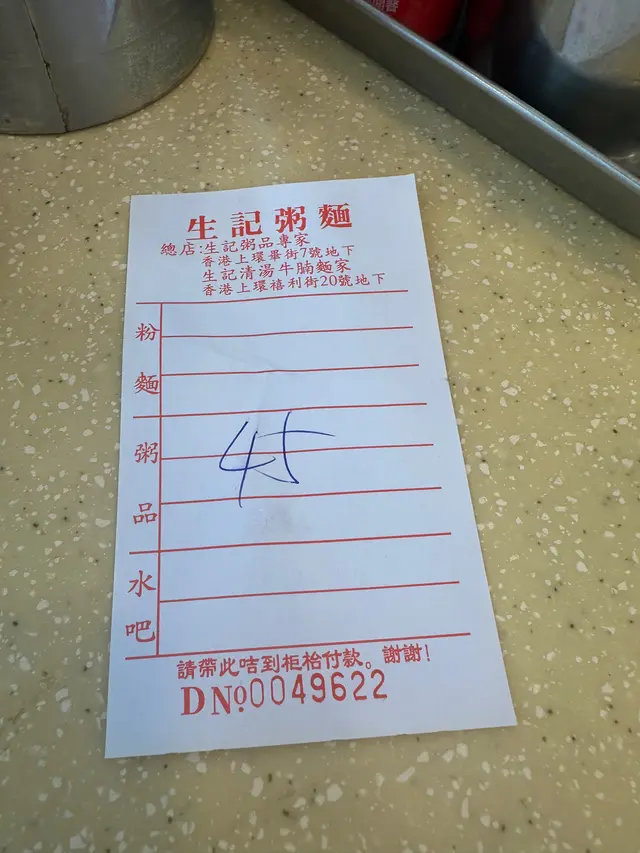 生記粥麵
總店:生記粥品專家
香港上環畢街7號地下
生記清湯牛腩麵家
香港上環禧利街20號地下
粉麵
粥品
45
水吧
請帶此咭到柜枱付款。謝謝!
D No 0049622